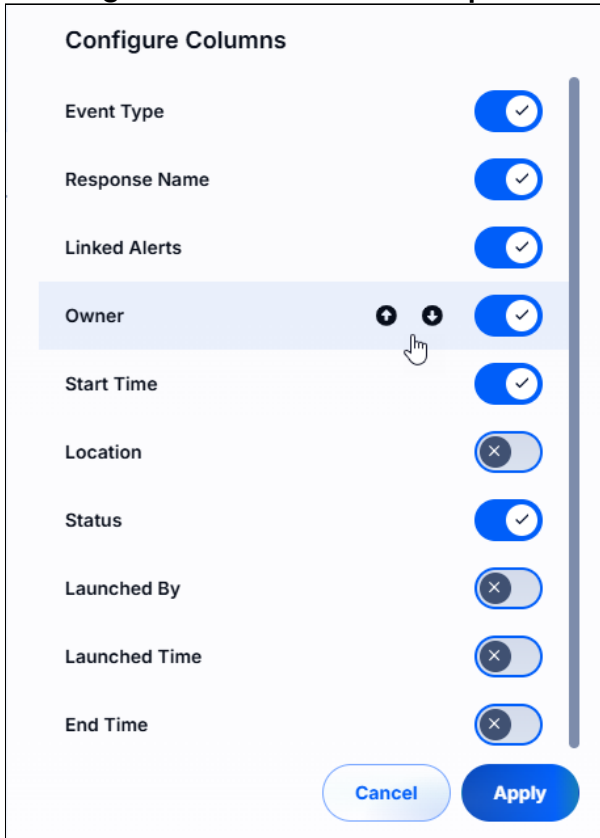 Configure Columns
Event Type
Response Name
Linked Alerts
Owner
Start Time
Location
Status
Launched By
Launched Time
End Time
Cancel Apply